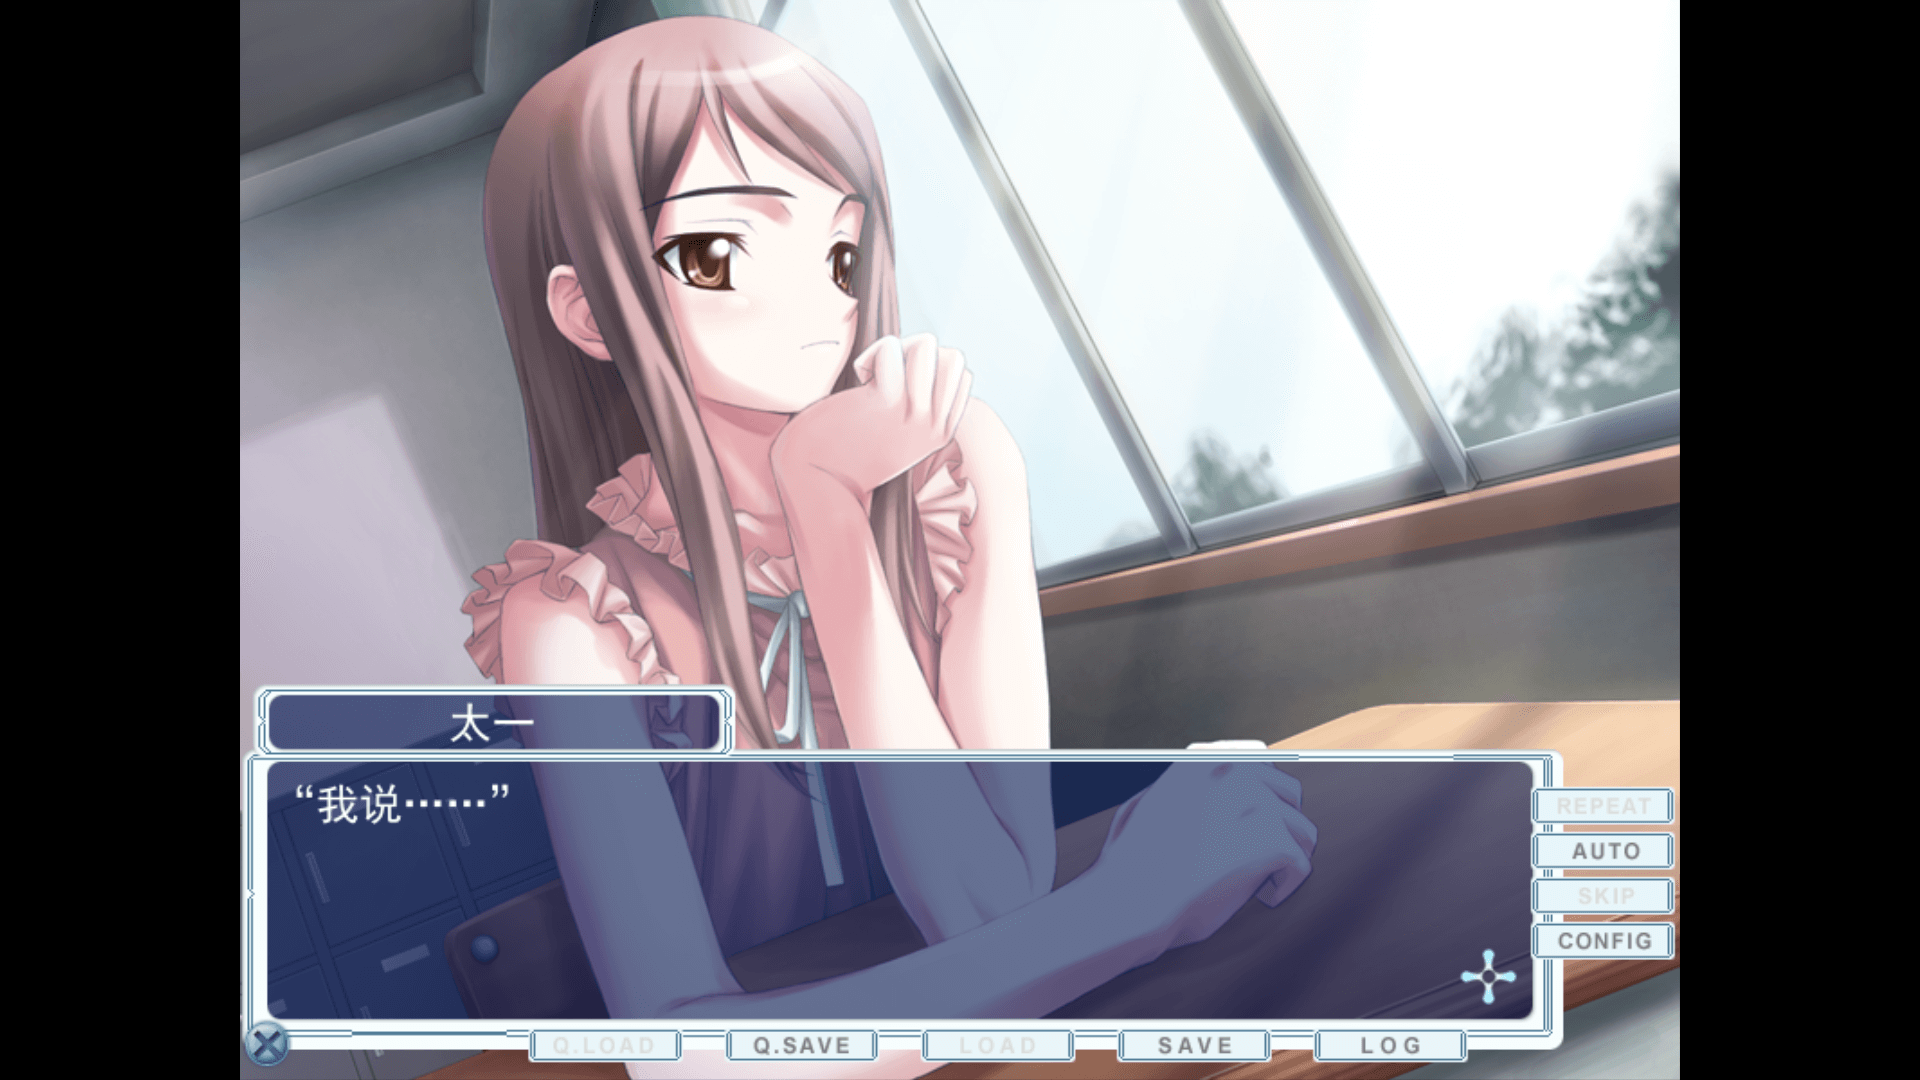 太一
“我说……”
REPEAT
AUTO
SKIP
CONFIG
Q.LOAD
Q.SAVE
LOAD
SAVE
LOG